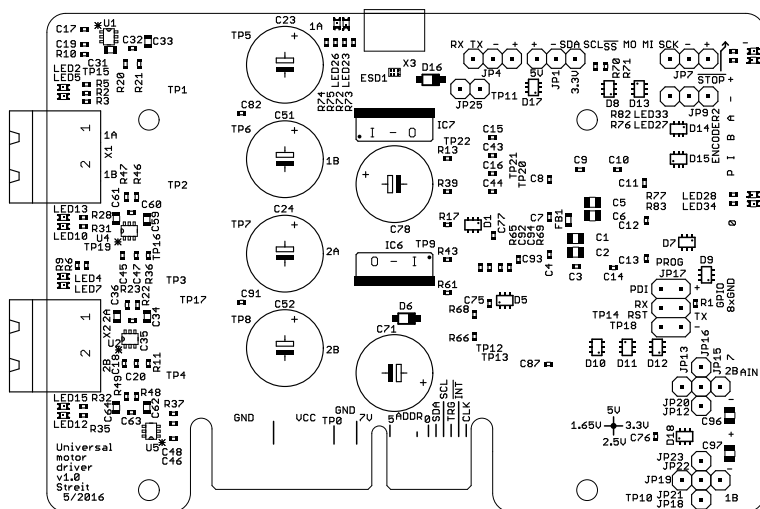 C17
C19
R10
LED2
LED5
TP15
U1
C32
C33
C31
R20
R21
R5
R2
R3
TP1
1
1A
X1
2
1B
R47
R46
TP2
C61
C60
LED13
R28
C59
LED10
R31
U4
TP19
TP16
R9
R6
LED4
LED7
C45
C47
R36
TP3
R23
R22
C36
TP17
1
2A
C34
X2
U2
C35
2
C18
2B
C20
R11
R49
TP4
R48
LED15
R32
C64
C62
R37
LED12
C63
R35
U5
C48
C46
Universal
motor
driver
v1.0
Streit
5/2016
C23
TP5
1A
LED26
LED23
R74
R75
R72
R73
C82
TP6
C51
1B
TP7
C24
2A
C91
TP8
C52
2B
X3
ESD1
D16
IC7
I - O
C78
IC6
TP9
O - I
D6
C71
GND
VCC
TP0
GND
7V
5
ADDR
0
SDA
SCL
TRG
INT
CLK
RX TX - +
JP4
JP25
TP11
+ - SDA SCL SS MO MI SCK - +
5V
JP1
3.3V
D17
R70
R71
D8
D13
JP7
STOP
JP9
ENCODER2
+
-
A
B
I
P
R82
LED33
R76
LED27
D14
D15
TP22
R13
C15
C43
C16
C44
TP21
TP20
R39
R17
D1
C77
R43
R61
R65
C92
C94
R69
C93
C75
D5
R68
R66
TP12
TP13
C87
C9
C10
C8
C11
C5
C6
C7
FB1
C12
C1
C2
C4
C3
C14
C13
R77
R83
LED28
LED34
0
D7
D9
PROG
JP17
PDI
+
RX
R1
TP14
RST
TX
TP18
-
GPIO
8xGND
D10
D11
D12
JP13
JP16
JP15
7
2B
AIN
JP20
JP12
-
C96
5V
1.65V
3.3V
2.5V
C76
D18
+
C97
JP23
JP22
-
JP19
TP10
JP21
JP18
1B